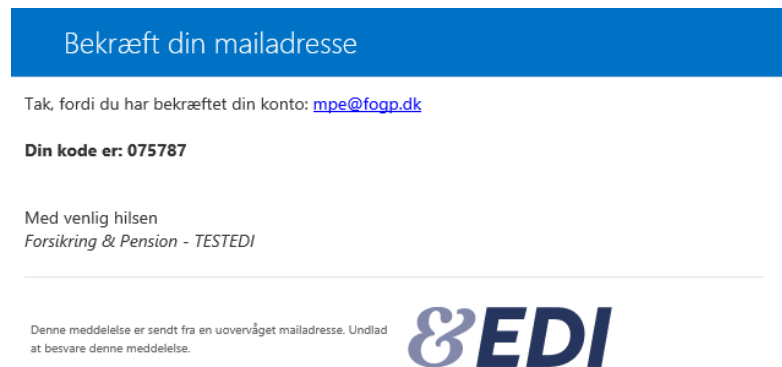 Bekræft din mailadresse
Tak, fordi du har bekræftet din konto: mpe@fogp.dk
Din kode er: 075787
Med venlig hilsen
Forsikring & Pension - TESTEDI
Denne meddelelse er sendt fra en uovervåget mailadresse. Undlad
at besvare denne meddelelse.
&EDI